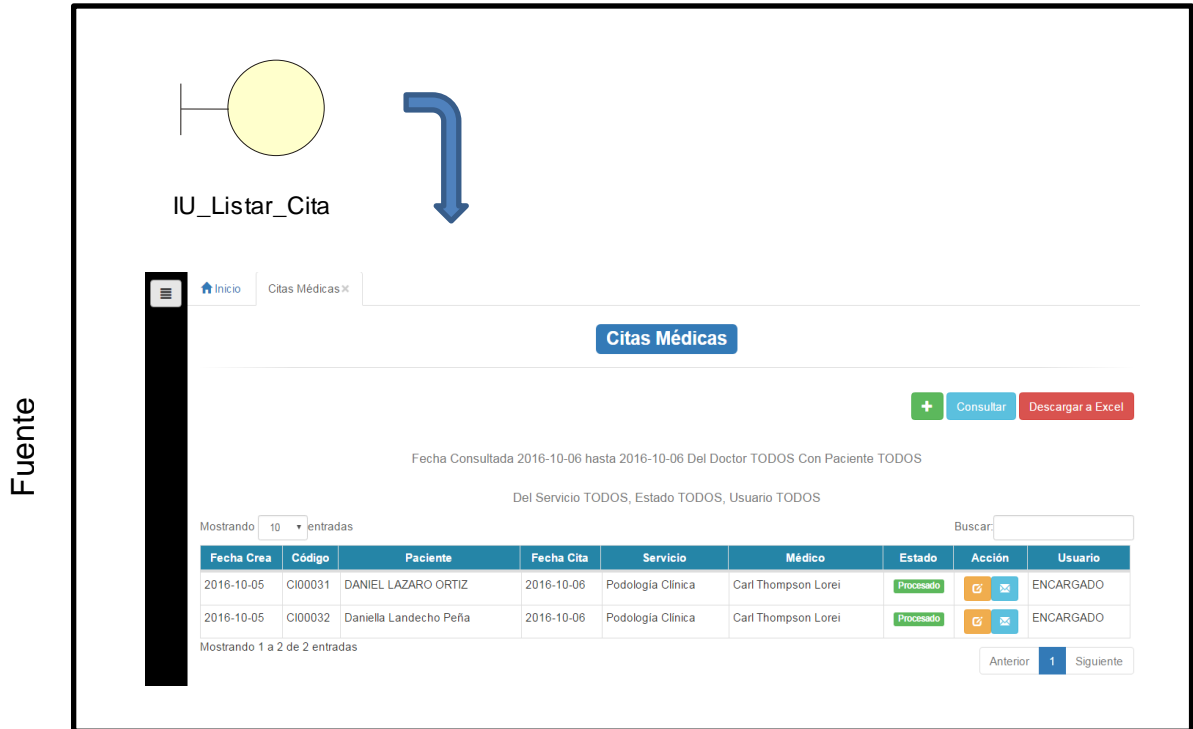 IU_Listar_Cita
Inicio Citas Médicas ×
Citas Médicas
+ Consultar Descargar a Excel
Fecha Consultada 2016-10-06 hasta 2016-10-06 Del Doctor TODOS Con Paciente TODOS
Del Servicio TODOS, Estado TODOS, Usuario TODOS
Mostrando 10 entradas Buscar:
Fecha Crea Código Paciente Fecha Cita Servicio Médico Estado Acción Usuario
2016-10-05 CI00031 DANIEL LAZARO ORTIZ 2016-10-06 Podología Clínica Carl Thompson Lorei Procesado ENCARGADO
2016-10-05 CI00032 Daniella Landecho Peña 2016-10-06 Podología Clínica Carl Thompson Lorei Procesado ENCARGADO
Mostrando 1 a 2 de 2 entradas
Anterior 1 Siguiente
Fuente